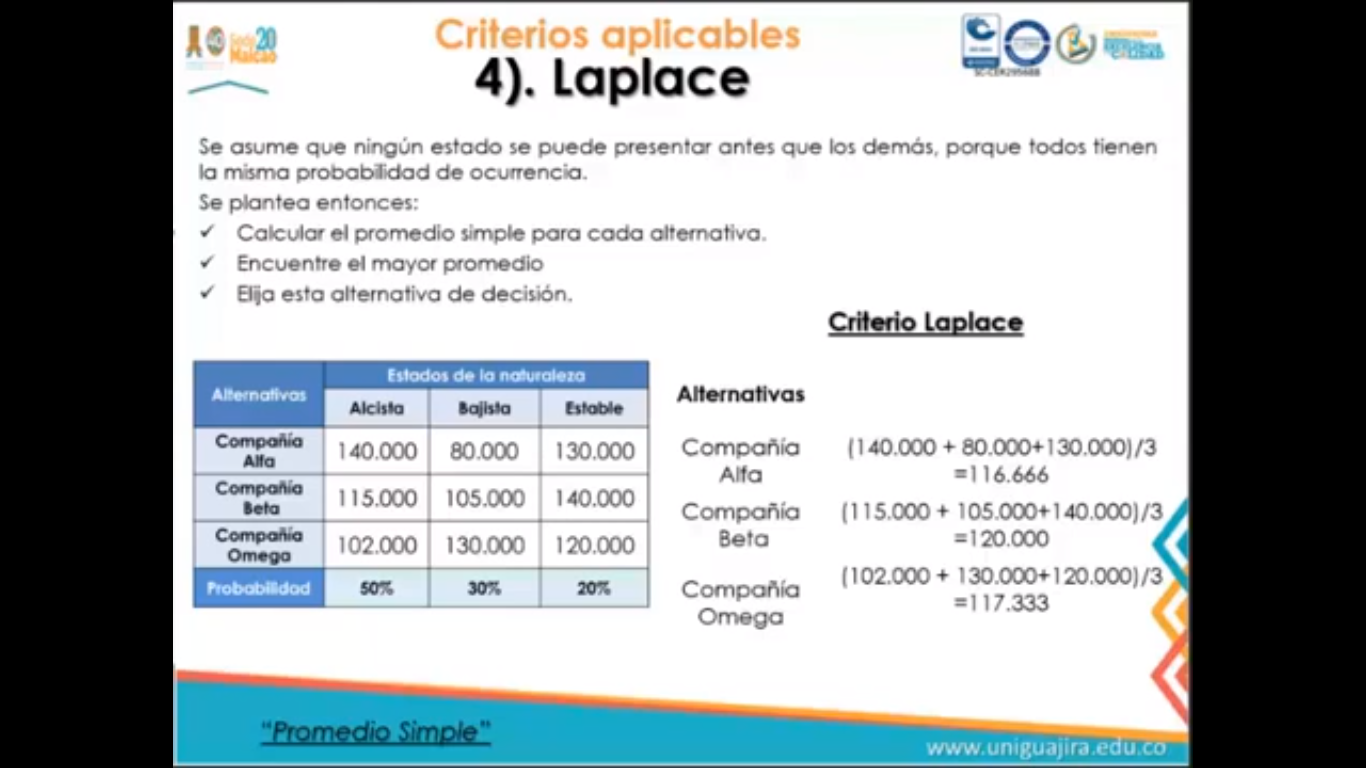 Criterios aplicables
4). Laplace
SC-CER295688
Se asume que ningún estado se puede presentar antes que los demás, porque todos tienen
la misma probabilidad de ocurrencia.
Se plantea entonces:
✓ Calcular el promedio simple para cada alternativa.
✓ Encuentre el mayor promedio
✓ Elija esta alternativa de decisión.
Criterio Laplace
Alternativas
Estados de la naturaleza
Alcista Bajista Estable
Compañía
Alfa
140.000 80.000 130.000
Compañía
Beta
115.000 105.000 140.000
Compañía
Omega
102.000 130.000 120.000
Probabilidad 50% 30% 20%
Alternativas
Compañía
Alfa
(140.000 + 80.000+130.000)/3
=116.666
Compañía
Beta
(115.000 + 105.000+140.000)/3
=120.000
Compañía
Omega
(102.000 + 130.000+120.000)/3
=117.333
“Promedio Simple”
www.uniguajira.edu.co